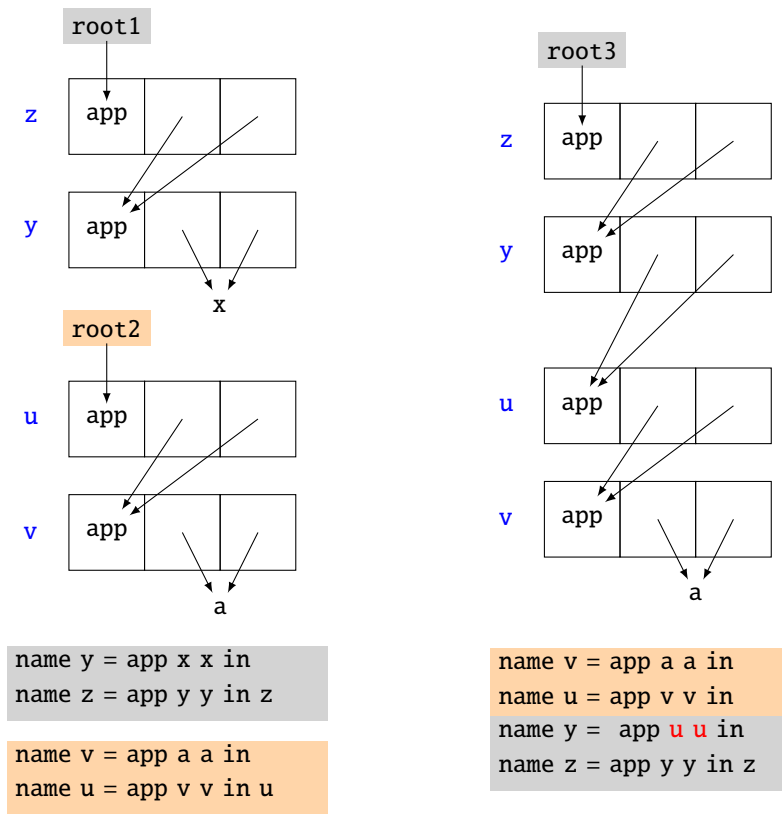 root1
z app
y app
x
root2
u app
v app
a
name y = app x x in
name z = app y y in z
name v = app a a in
name u = app v v in u
root3
z app
y app
u app
v app
a
name v = app a a in
name u = app v v in
name y = app u u in
name z = app y y in z